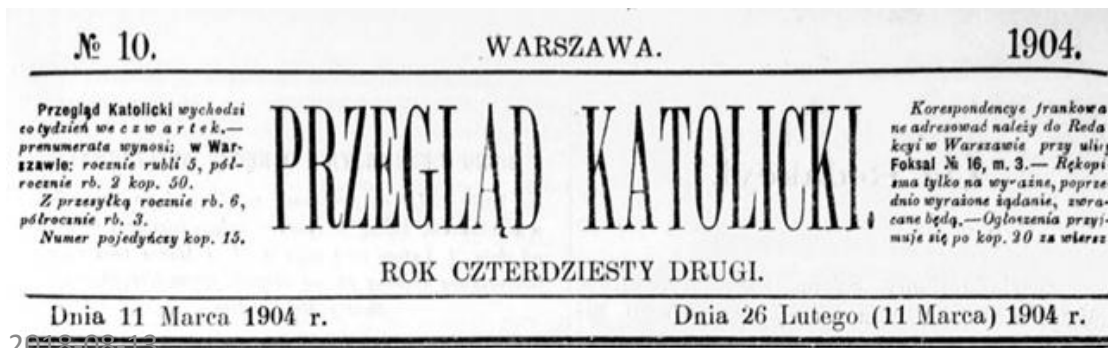 № 10.
WARSZAWA.
1904.
Przegląd Katolicki wychodzi
co tydzień we czwartek.—
prenumerata wynosi: w War-
szawie: rocznie rubli 5, pół-
rocznie rb. 2 kop. 50.
Z przesyłką rocznie rb. 6,
półrocznie rb. 3.
Numer pojedyńczy kop. 15.
PRZEGLĄD KATOLICKI.
Korespondencye frankowa
ne adresować należy do Reda
kcyi w Warszawie przy ulicy
Foksal № 16, m. 3.— Rękopi
sma tylko na wyraźne, poprze
dnio wyrażone żądanie, zwra-
cane będą.—Ogłoszenia przyj-
muje się po kop. 20 za wiersz
ROK CZTERDZIESTY DRUGI.
Dnia 11 Marca 1904 r.
Dnia 26 Lutego (11 Marca) 1904 r.
2018-08-13